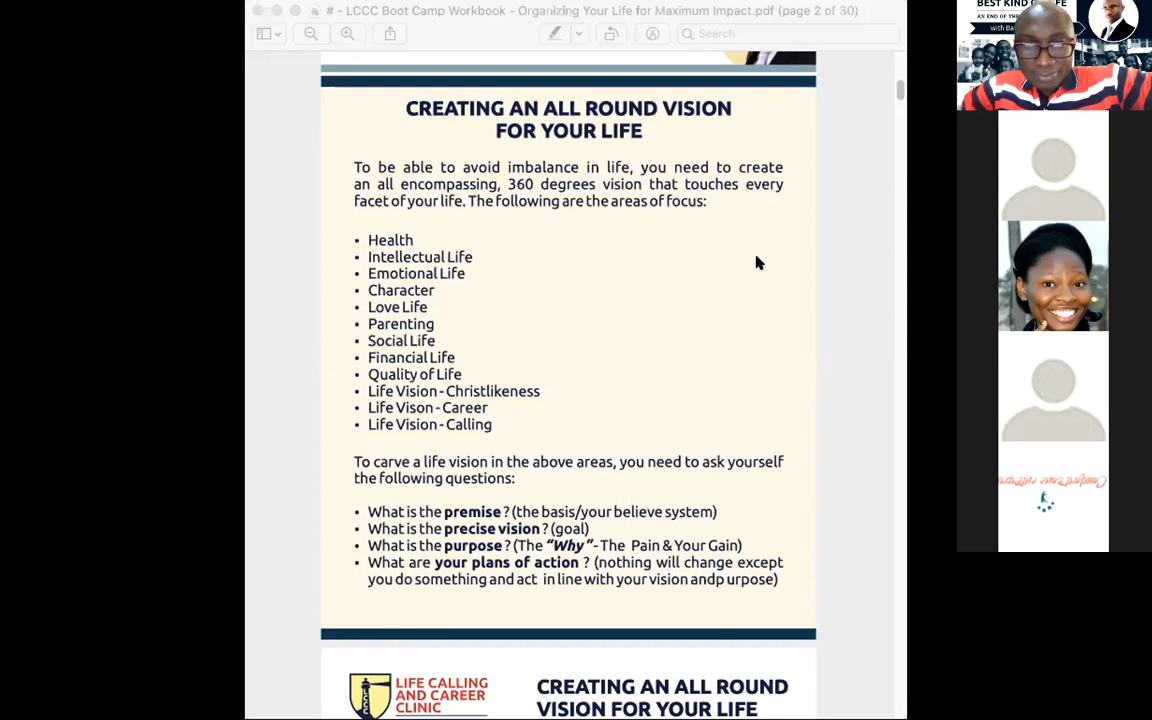 # - LCCC Boot Camp Workbook - Organizing Your Life for Maximum Impact.pdf (page 2 of 30)
Search
CREATING AN ALL ROUND VISION
FOR YOUR LIFE
To be able to avoid imbalance in life, you need to create
an all encompassing, 360 degrees vision that touches every
facet of your life. The following are the areas of focus:
• Health
• Intellectual Life
• Emotional Life
• Character
• Love Life
• Parenting
• Social Life
• Financial Life
• Quality of Life
• Life Vision - Christlikeness
• Life Vison - Career
• Life Vision - Calling
To carve a life vision in the above areas, you need to ask yourself
the following questions:
• What is the premise ? (the basis/your believe system)
• What is the precise vision ? (goal)
• What is the purpose ? (The “Why” - The Pain & Your Gain)
• What are your plans of action ? (nothing will change except
you do something and act in line with your vision andp urpose)
LIFE CALLING
AND CAREER
CLINIC
CREATING AN ALL ROUND
VISION FOR YOUR LIFE
BEST KIND
AN END OF THE
with